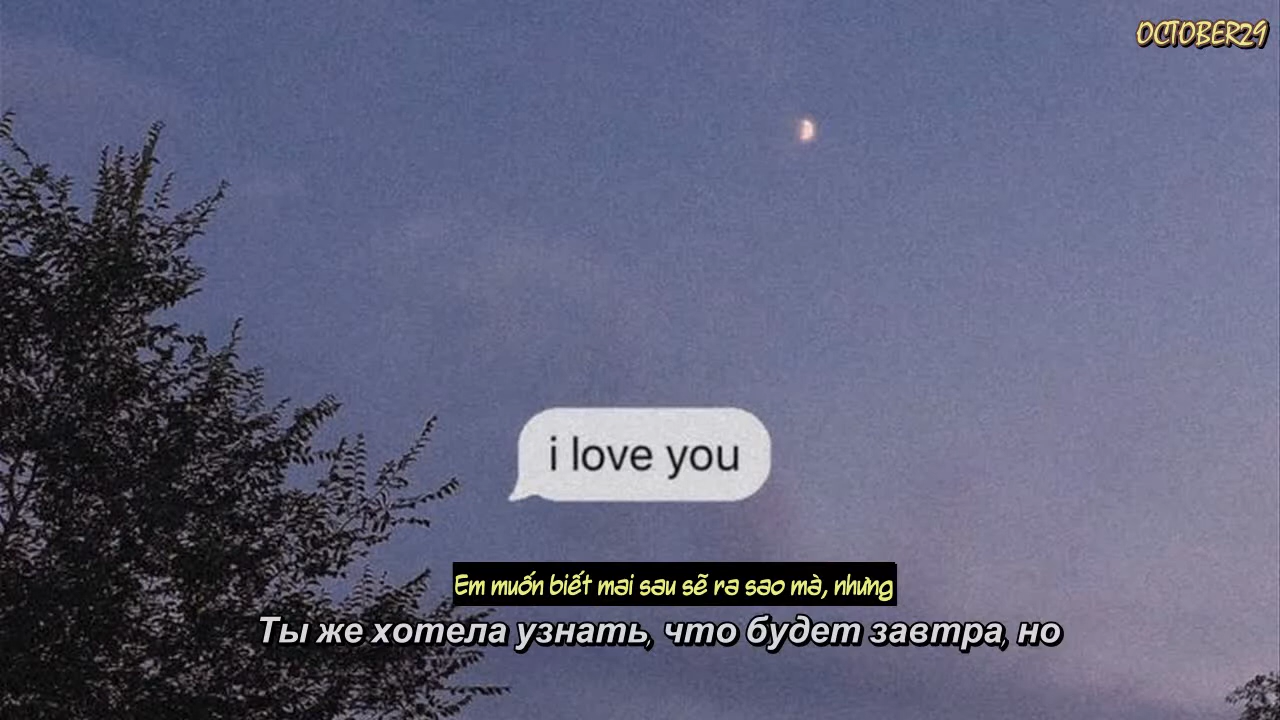 OCTOBER29
i love you
Em muốn biết mai sau sẽ ra sao mà, nhưng
Ты же хотела узнать, что будет завтра, но